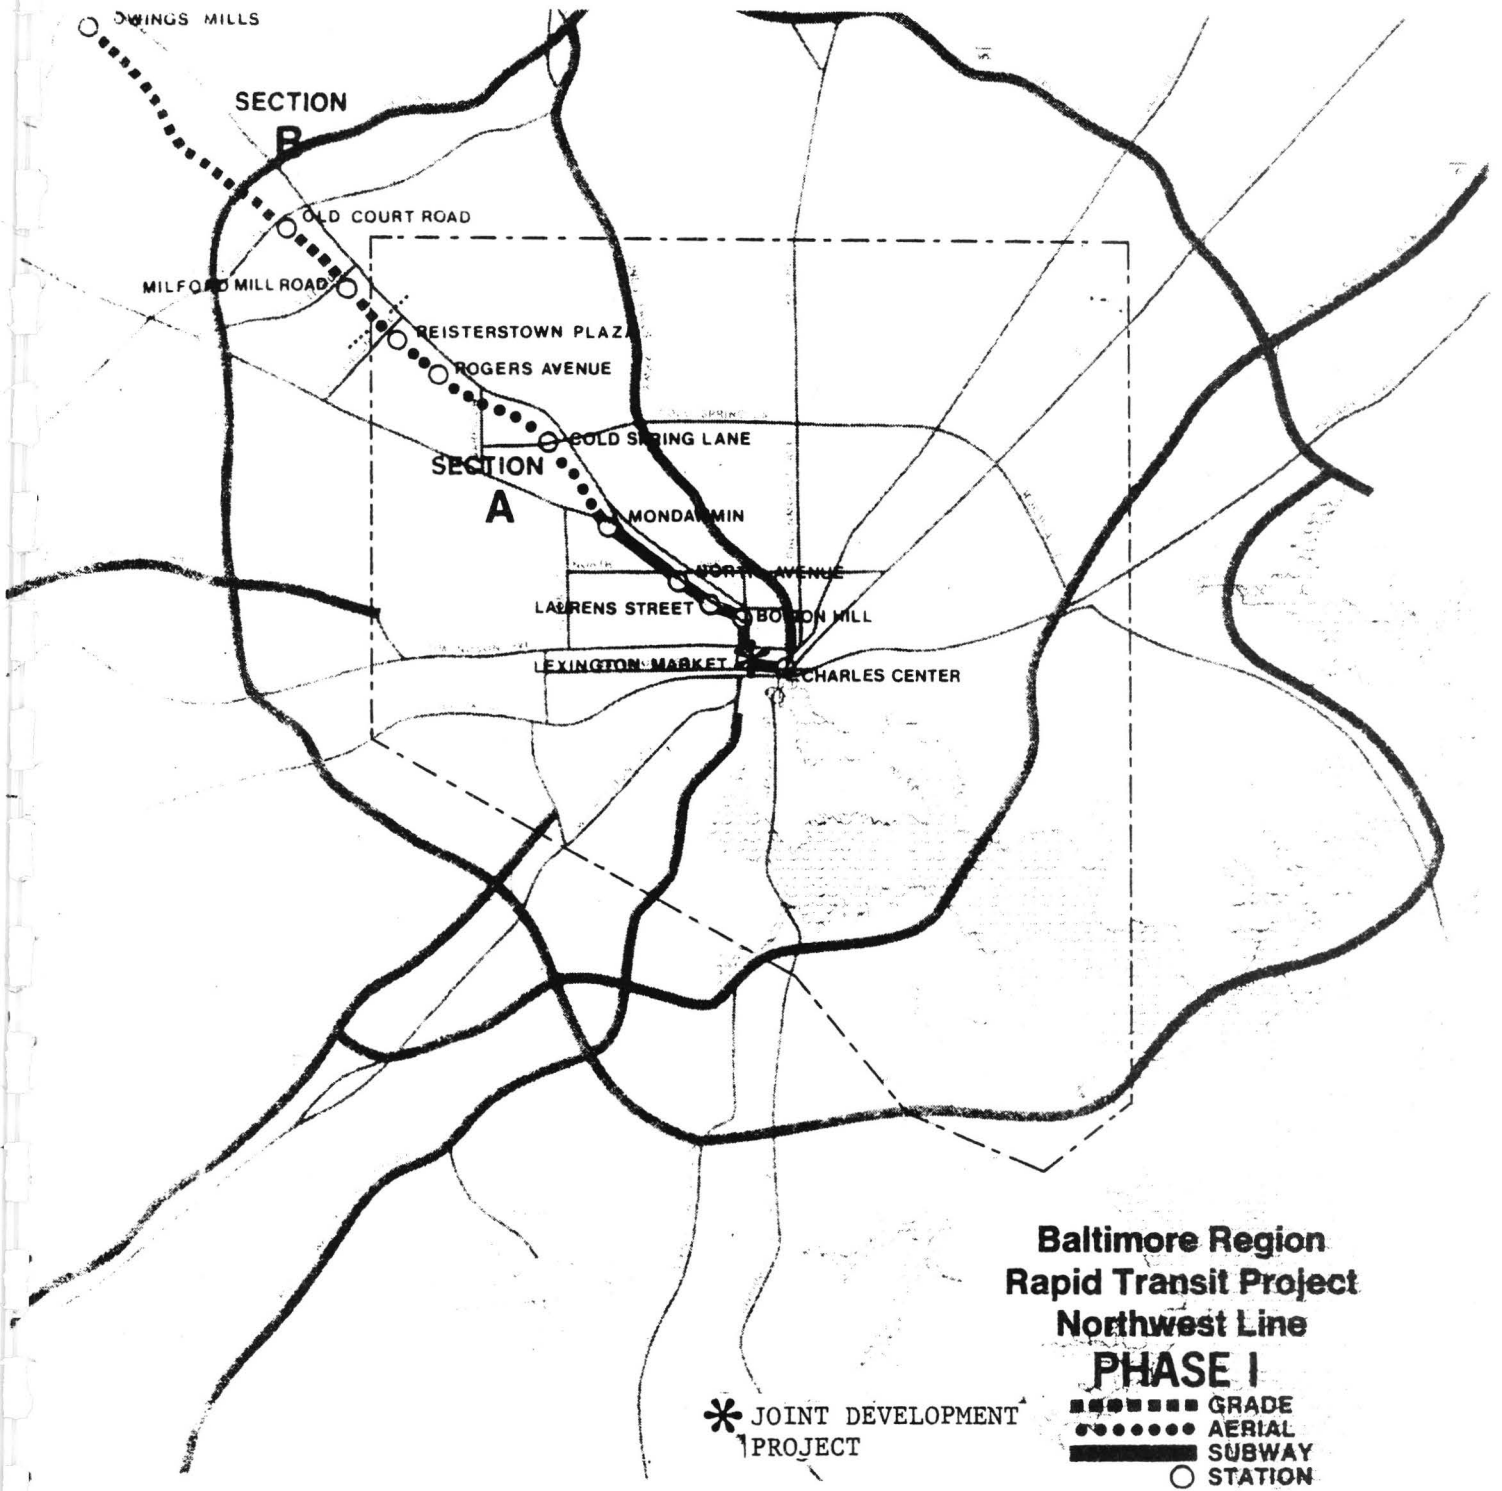 OWINGS MILLS
SECTION
B
OLD COURT ROAD
MILFORD MILL ROAD
REISTERSTOWN PLAZA
ROGERS AVENUE
COLD SPRING LANE
SECTION
A
MONDAWMIN
NORTH AVENUE
LAURENS STREET
BOLTON HILL
LEXINGTON MARKET
CHARLES CENTER
Baltimore Region
Rapid Transit Project
Northwest Line
PHASE I
GRADE
AERIAL
SUBWAY
STATION
JOINT DEVELOPMENT
PROJECT